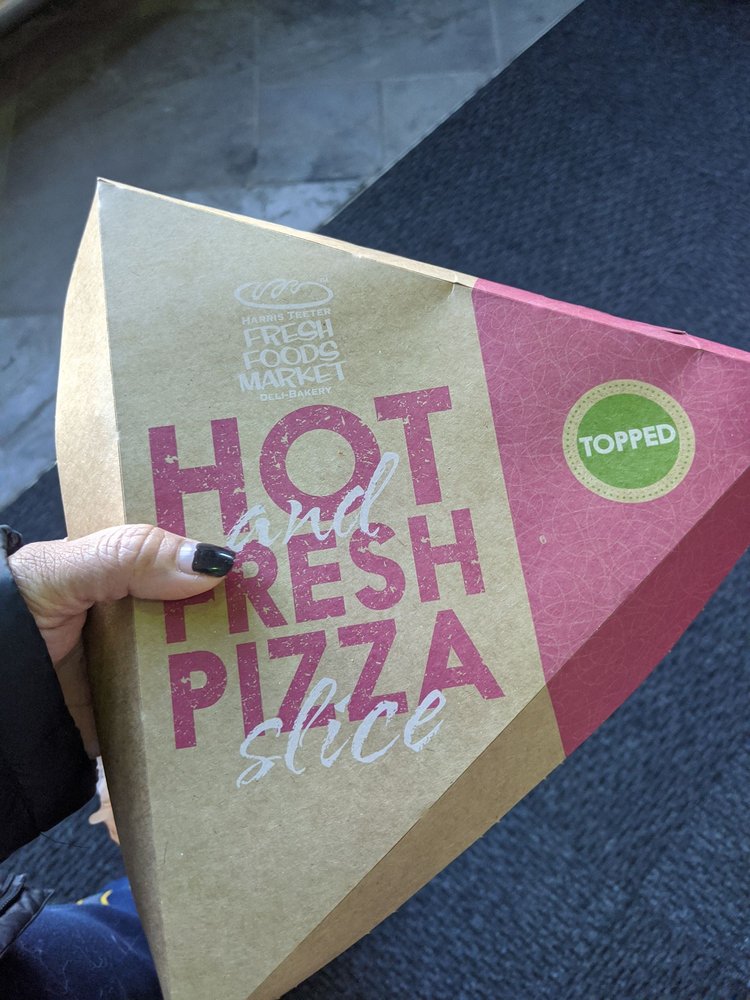 HARRIS TEETER
FRESH
FOODS
MARKET
DELI-BAKERY
HOT
and
FRESH
PIZZA
slice
TOPPED